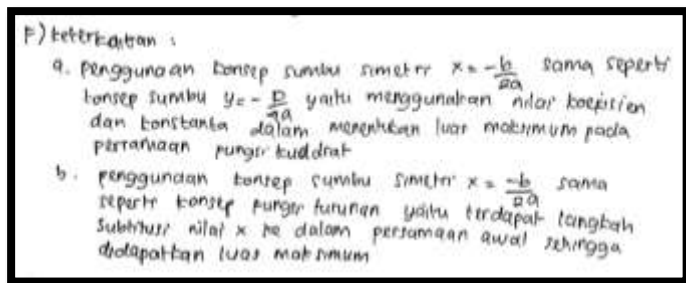 F) keterkaitan :
a. penggunaan konsep sumbu simetri x = -b/2a sama seperti
konsep sumbu y = - D/4a yaitu menggunakan nilai koefisien
dan konstanta dalam menentukan luas maksimum pada
persamaan fungsi kuddrat
b. penggunaan konsep sumbu simetri x = -b/2a sama
seperti konsep fungsi turunan yaitu terdapat langkah
subtitusi nilai x ke dalam persamaan awal sehingga
didapatkan luas maksimum